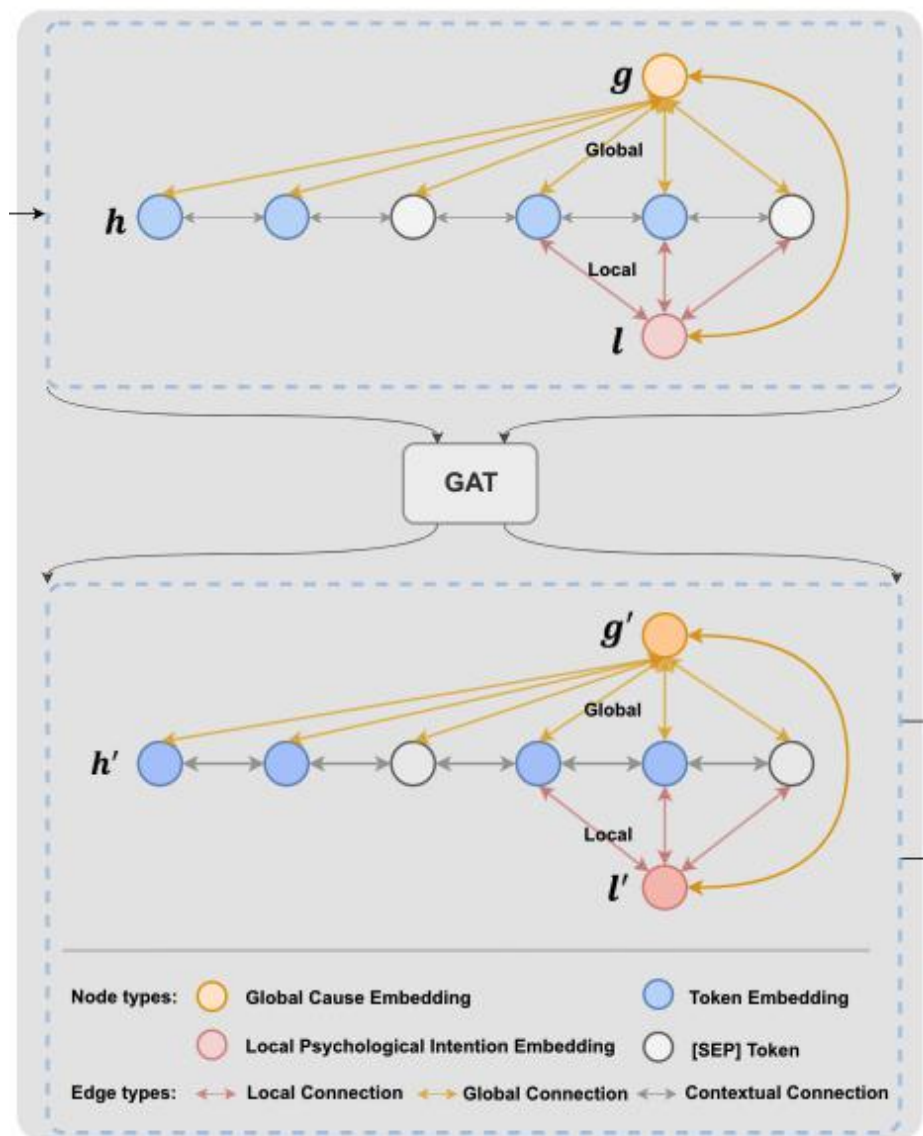 g
Global
h
Local
l
GAT
g'
Global
h'
Local
l'
Node types: Global Cause Embedding Token Embedding
Local Psychological Intention Embedding [SEP] Token
Edge types: Local Connection Global Connection Contextual Connection